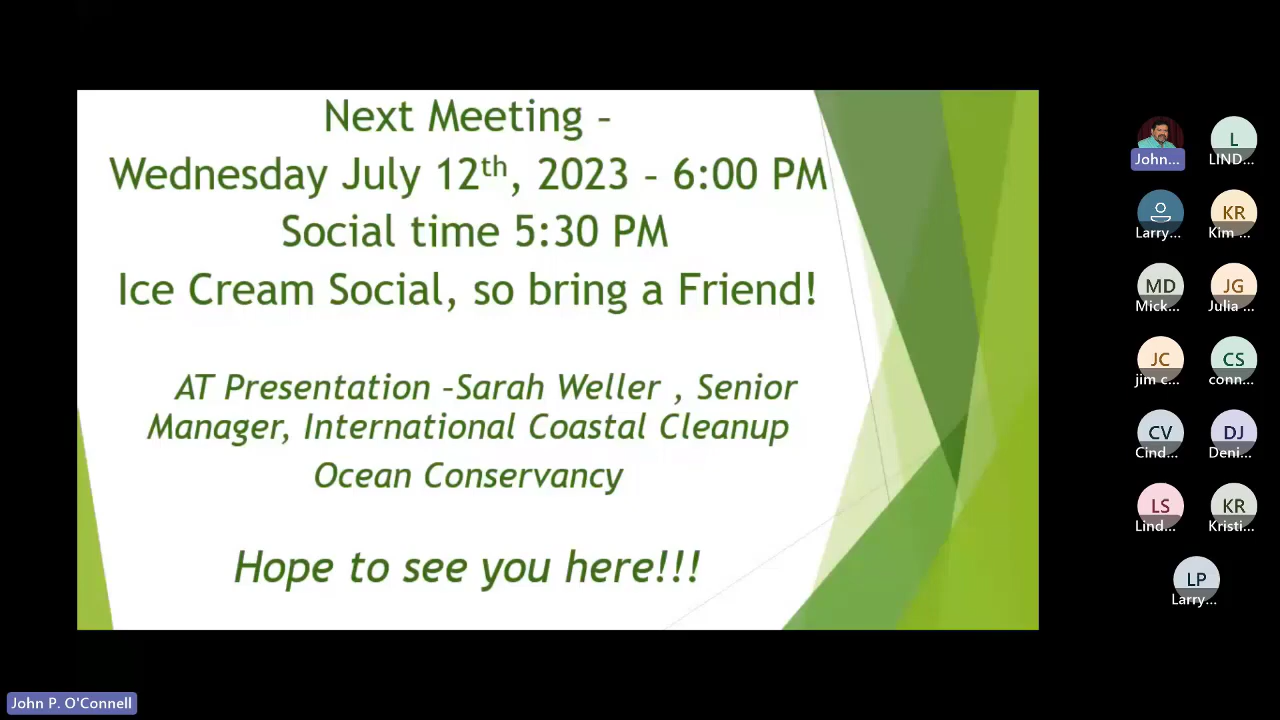 Next Meeting –
Wednesday July 12th, 2023 – 6:00 PM
Social time 5:30 PM
Ice Cream Social, so bring a Friend!
AT Presentation –Sarah Weller , Senior
Manager, International Coastal Cleanup
Ocean Conservancy
Hope to see you here!!!
John...
L
LIND...
Larry...
KR
Kim ...
MD
Mick...
JG
Julia ...
JC
jim c...
CS
conn...
CV
Cind...
DJ
Deni...
LS
Lind...
KR
Kristi...
LP
Larry...
John P. O'Connell